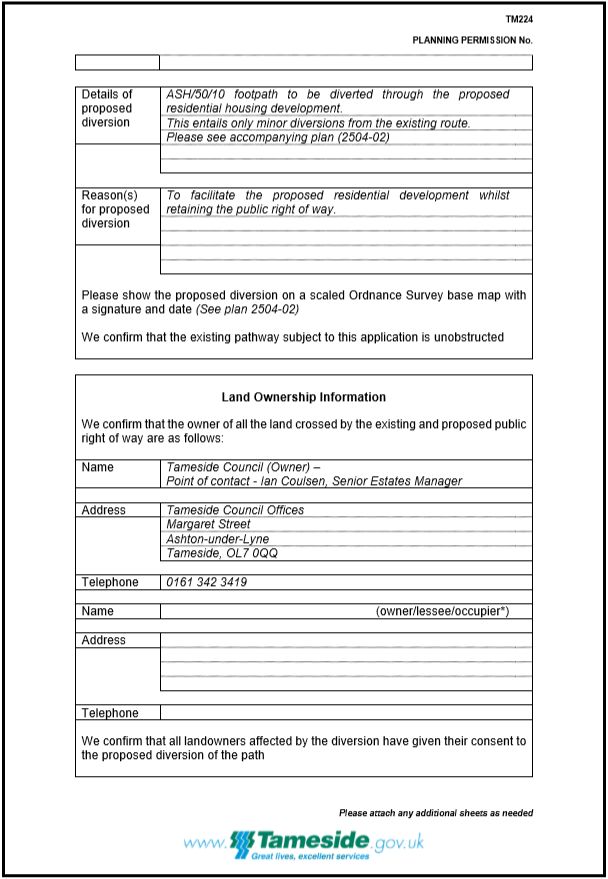 TM224
PLANNING PERMISSION No.
Details of proposed diversion
ASH/50/10 footpath to be diverted through the proposed
residential housing development.
This entails only minor diversions from the existing route.
Please see accompanying plan (2504-02)
Reason(s) for proposed diversion
To facilitate the proposed residential development whilst
retaining the public right of way.
Please show the proposed diversion on a scaled Ordnance Survey base map with
a signature and date (See plan 2504-02)
We confirm that the existing pathway subject to this application is unobstructed
Land Ownership Information
We confirm that the owner of all the land crossed by the existing and proposed public
right of way are as follows:
Name
Tameside Council (Owner) –
Point of contact - Ian Coulsen, Senior Estates Manager
Address
Tameside Council Offices
Margaret Street
Ashton-under-Lyne
Tameside, OL7 0QQ
Telephone
0161 342 3419
Name
(owner/lessee/occupier*)
Address
Telephone
We confirm that all landowners affected by the diversion have given their consent to
the proposed diversion of the path
Please attach any additional sheets as needed
www.Tameside.gov.uk
Great lives, excellent services